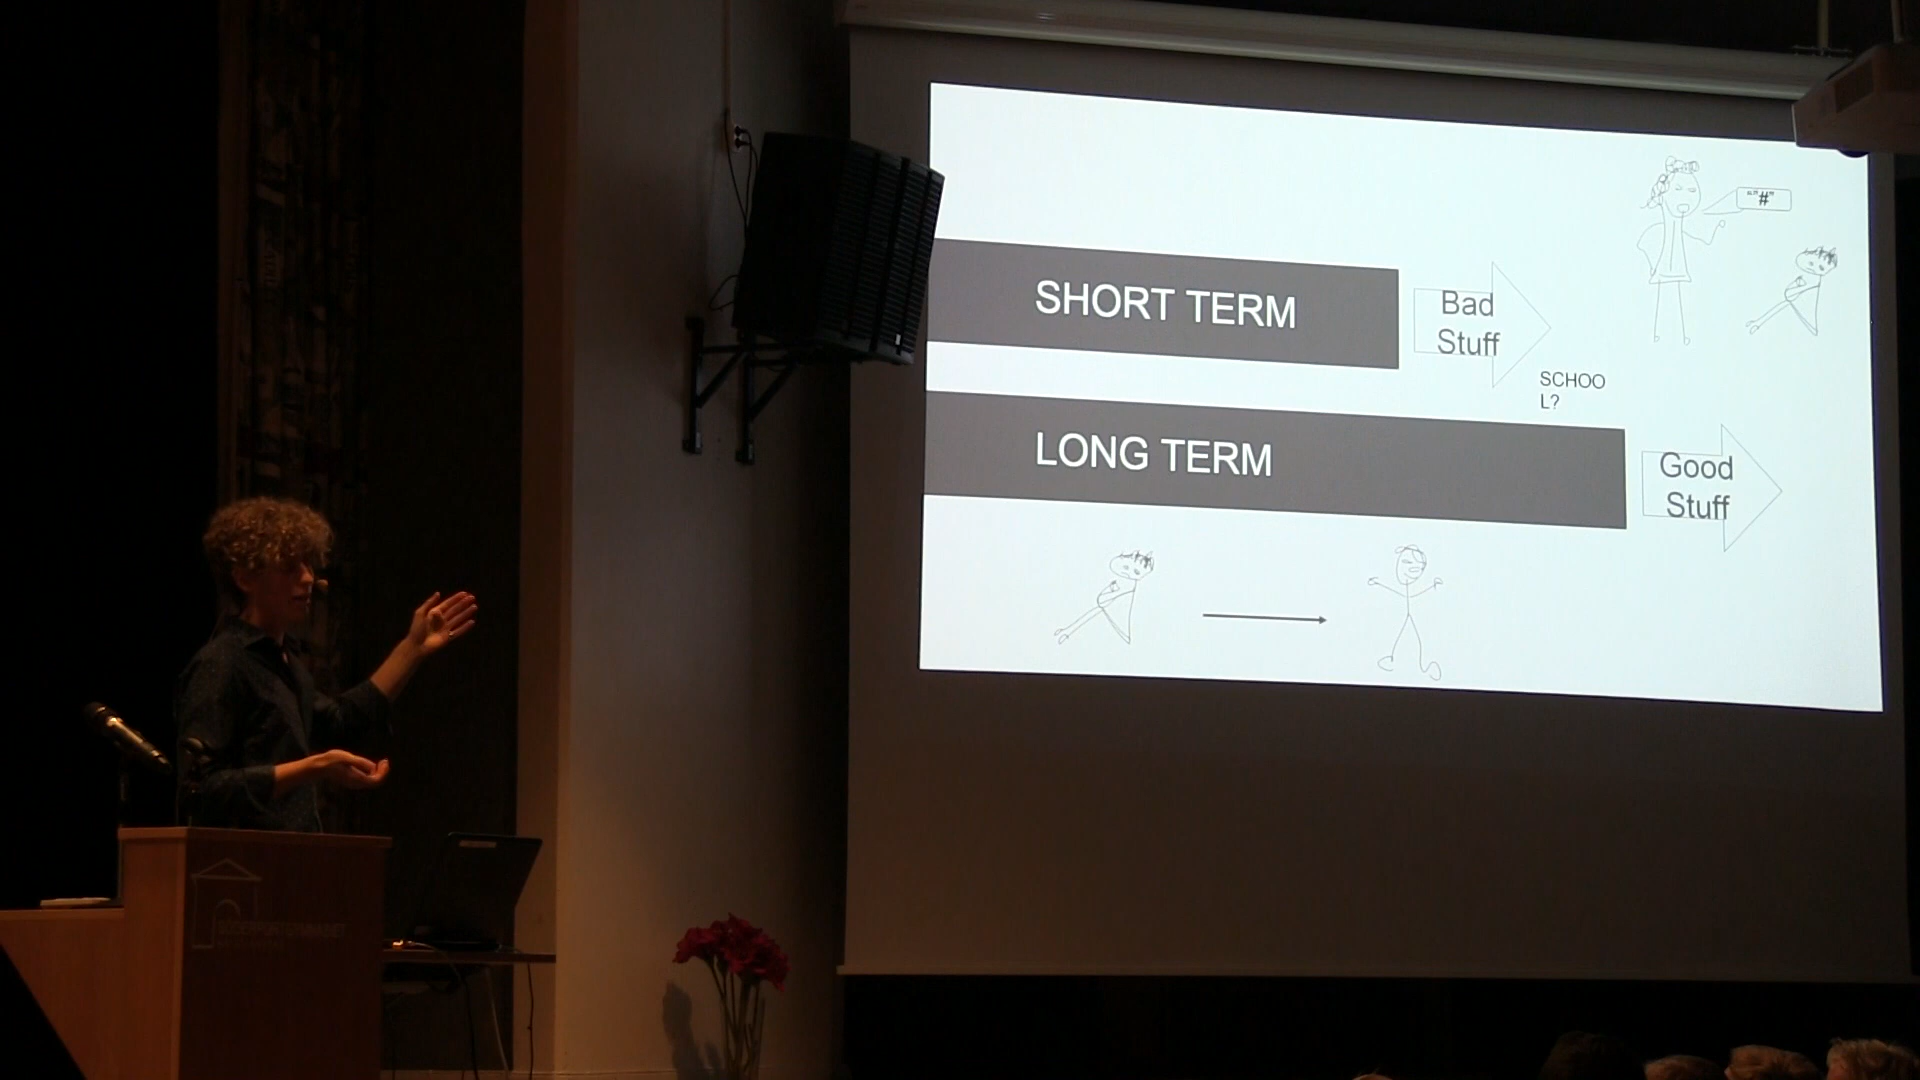 “”#”
SHORT TERM
Bad
Stuff
SCHOO
L?
LONG TERM
Good
Stuff